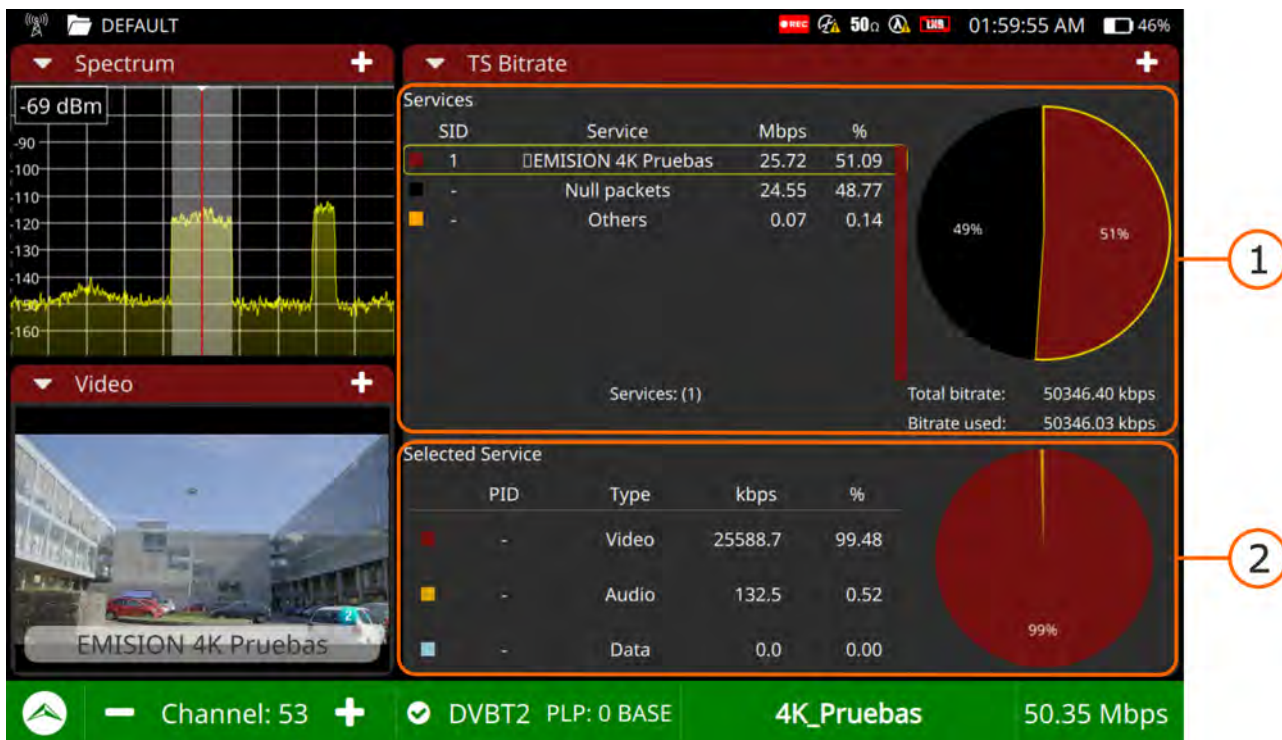 DEFAULT
REC 50Ω LNB 01:59:55 AM 46%
Spectrum
-69 dBm
-90
-100
-110
-120
-130
-140
-150
-160
Video
EMISION 4K Pruebas
2
TS Bitrate
Services
SID Service Mbps %
1 ▯EMISION 4K Pruebas 25.72 51.09
- Null packets 24.55 48.77
- Others 0.07 0.14
Services: (1)
49% 51%
Total bitrate: 50346.40 kbps
Bitrate used: 50346.03 kbps
1
Selected Service
PID Type kbps %
- Video 25588.7 99.48
- Audio 132.5 0.52
- Data 0.0 0.00
99%
2
Channel: 53 DVBT2 PLP: 0 BASE 4K_Pruebas 50.35 Mbps